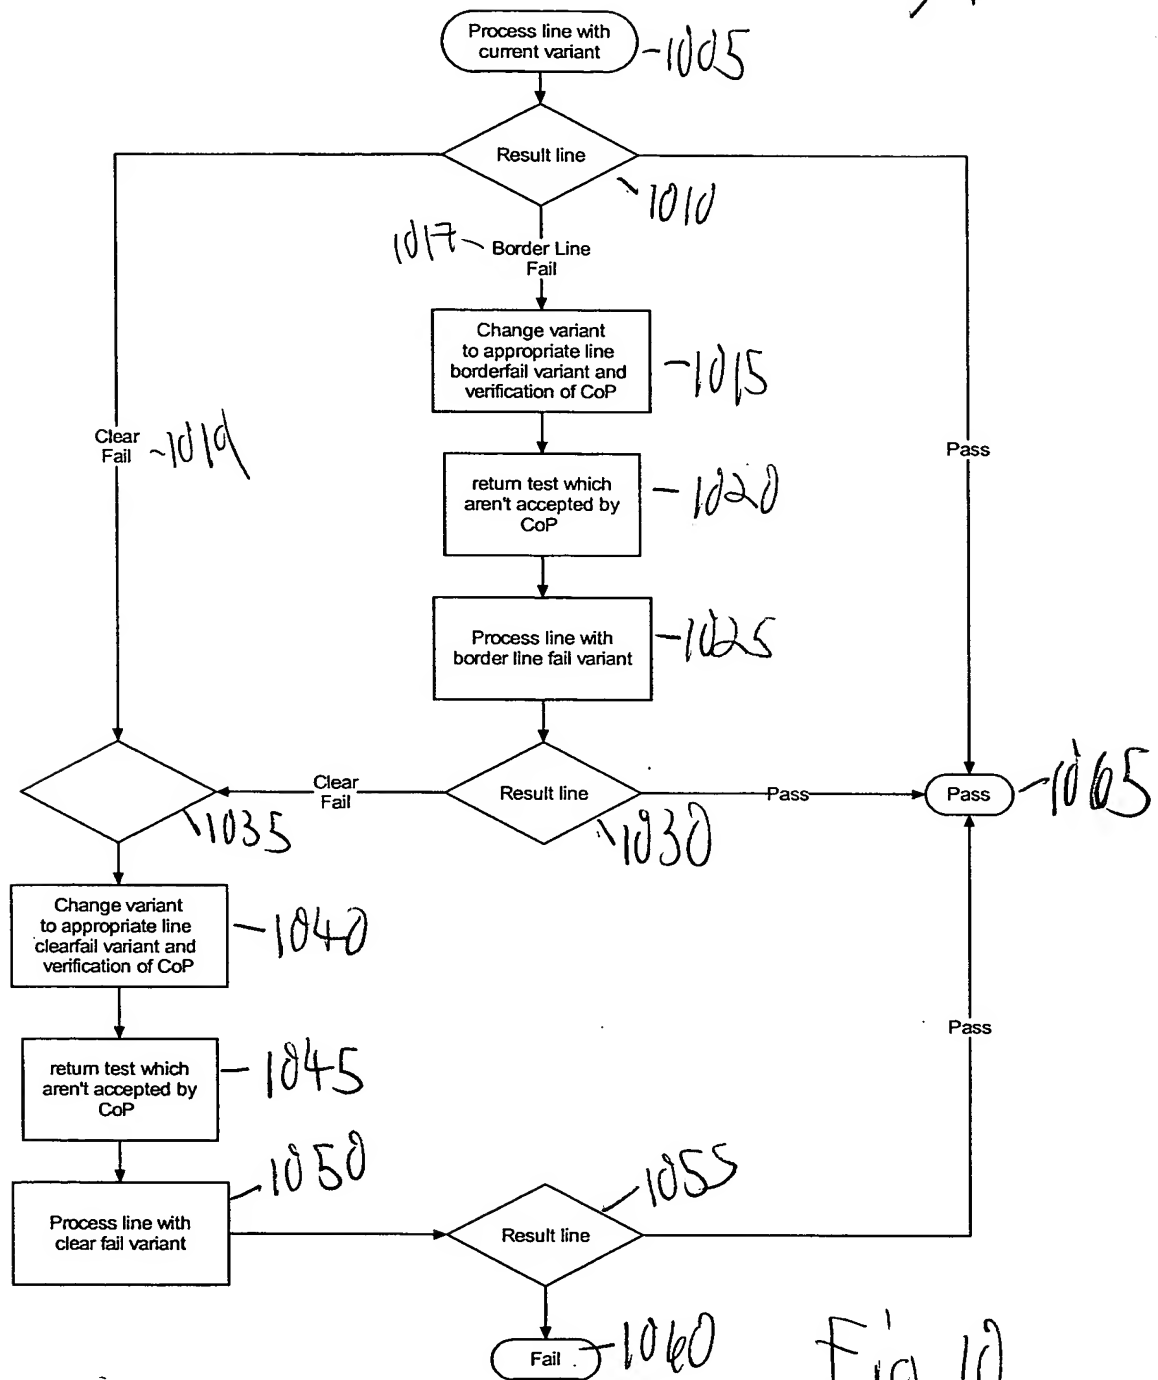 Process line with
current variant
1005
Result line
1010
1017
Border Line
Fail
Change variant
to appropriate line
borderfail variant and
verification of CoP
1015
Clear
Fail
1019
Pass
return test which
aren't accepted by
CoP
1020
Process line with
border line fail variant
1025
Clear
Fail
Result line
1030
Pass
Pass
1065
1035
Change variant
to appropriate line
clearfail variant and
verification of CoP
1040
Pass
return test which
aren't accepted by
CoP
1045
Process line with
clear fail variant
1050
Result line
1055
Fail
1060
Fig 10